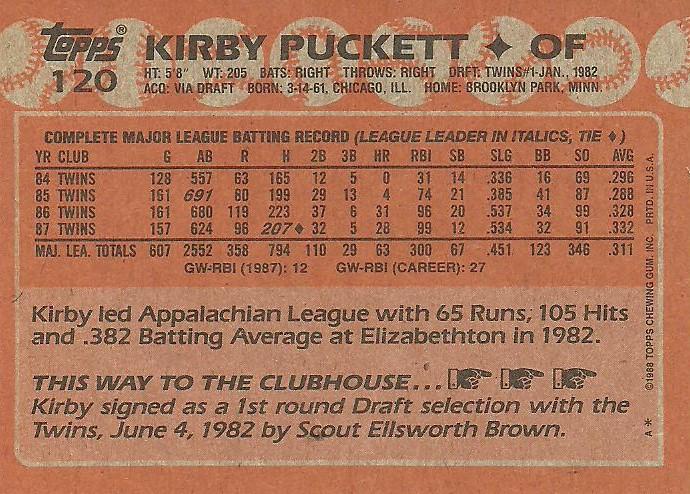 topps® KIRBY PUCKETT ♦ OF
120 HT: 5'8" WT: 205 BATS: RIGHT THROWS: RIGHT DRFT: TWINS#1-JAN., 1982
ACQ: VIA DRAFT BORN: 3-14-61, CHICAGO, ILL. HOME: BROOKLYN PARK, MINN.
COMPLETE MAJOR LEAGUE BATTING RECORD (LEAGUE LEADER IN ITALICS, TIE ♦)
YR CLUB G AB R H 2B 3B HR RBI SB SLG BB SO AVG
84 TWINS 128 557 63 165 12 5 0 31 14 .336 16 69 .296
85 TWINS 161 691 80 199 29 13 4 74 21 .385 41 87 .288
86 TWINS 161 680 119 223 37 6 31 96 20 .537 34 99 .328
87 TWINS 157 624 96 207♦ 32 5 28 99 12 .534 32 91 .332
MAJ. LEA. TOTALS 607 2552 358 794 110 29 63 300 67 .451 123 346 .311
GW-RBI (1987): 12 GW-RBI (CAREER): 27
Kirby led Appalachian League with 65 Runs, 105 Hits
and .382 Batting Average at Elizabethton in 1982.
THIS WAY TO THE CLUBHOUSE...
Kirby signed as a 1st round Draft selection with the
Twins, June 4, 1982 by Scout Ellsworth Brown.
A * ©1988 TOPPS CHEWING GUM, INC. PRTD. IN U.S.A.